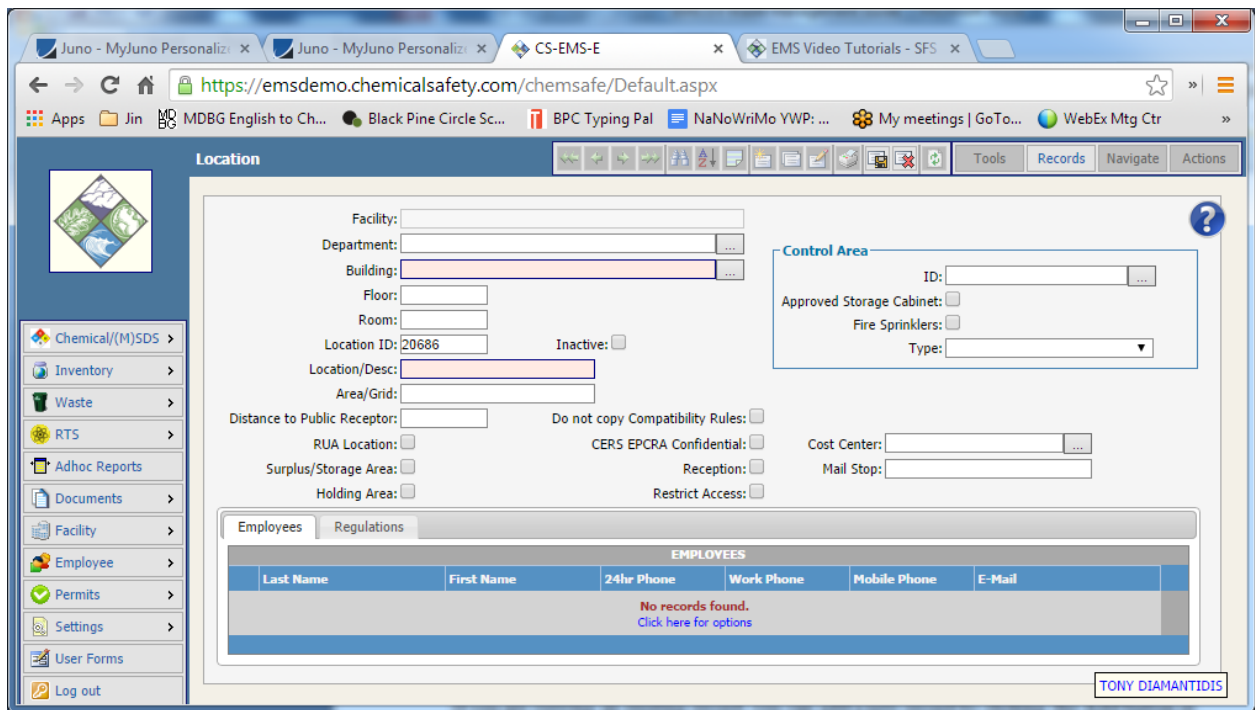 Juno - MyJuno Personaliz
Juno - MyJuno Personaliz
CS-EMS-E
EMS Video Tutorials - SFS
https://emsdemo.chemicalsafety.com/chemsafe/Default.aspx
Apps Jin MDBG English to Ch... Black Pine Circle Sc... BPC Typing Pal NaNoWriMo YWP: ... My meetings | GoTo... WebEx Mtg Ctr
Location Tools Records Navigate Actions
Chemical/(M)SDS
Inventory
Waste
RTS
Adhoc Reports
Documents
Facility
Employee
Permits
Settings
User Forms
Log out
Facility:
Department:
Building:
Floor:
Room:
Location ID: 20686 Inactive:
Location/Desc:
Area/Grid:
Distance to Public Receptor: Do not copy Compatibility Rules:
RUA Location: CERS EPCRA Confidential: Cost Center: ...
Surplus/Storage Area: Reception: Mail Stop:
Holding Area: Restrict Access:
Control Area
ID: ...
Approved Storage Cabinet:
Fire Sprinklers:
Type:
Employees Regulations
EMPLOYEES
Last Name First Name 24hr Phone Work Phone Mobile Phone E-Mail
No records found.
Click here for options
TONY DIAMANTIDIS